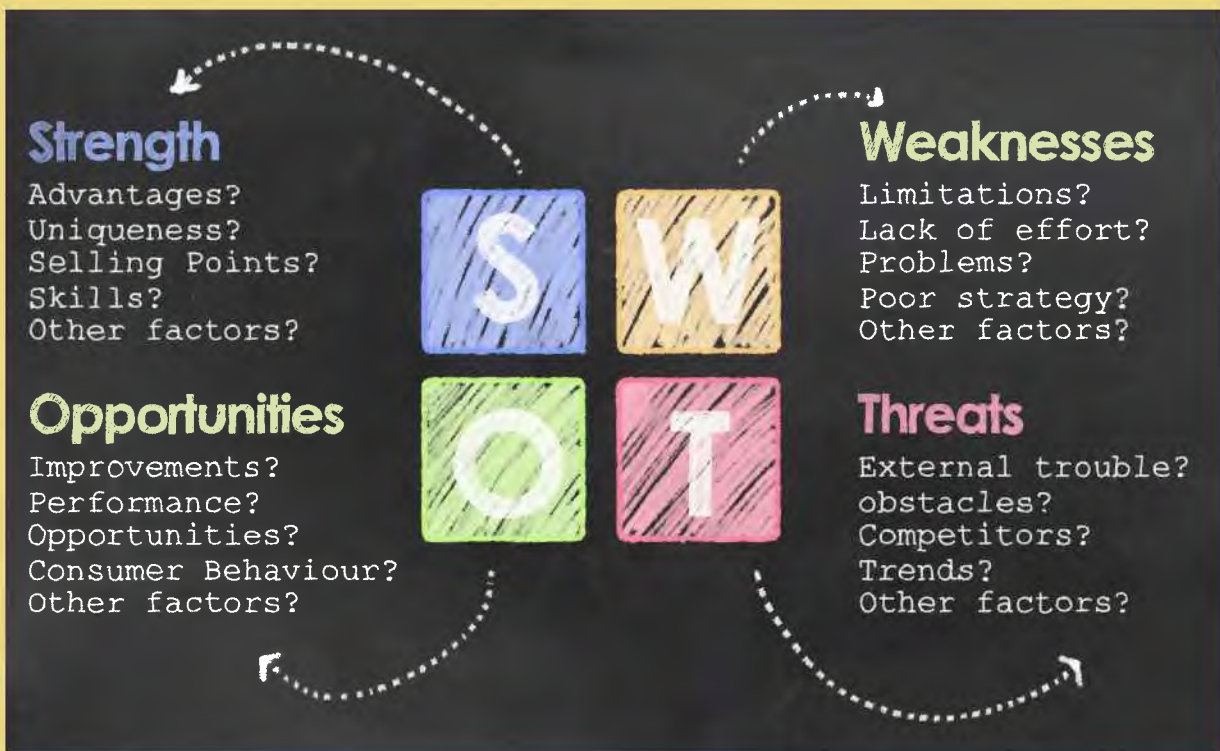 Strength
Advantages?
Uniqueness?
Selling Points?
Skills?
Other factors?
S W
Weaknesses
Limitations?
Lack of effort?
Problems?
Poor strategy?
Other factors?
Opportunities
Improvements?
Performance?
Opportunities?
Consumer Behaviour?
Other factors?
O T
Threats
External trouble?
obstacles?
Competitors?
Trends?
Other factors?